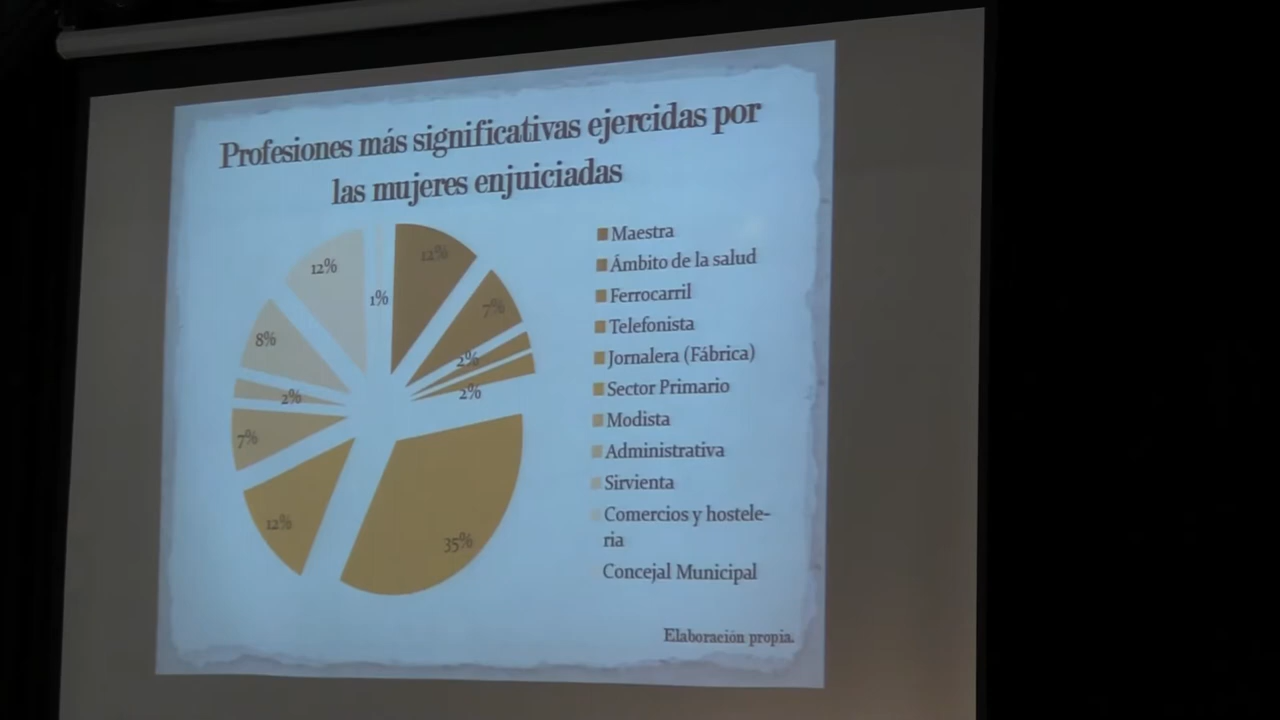 Profesiones más significativas ejercidas por
las mujeres enjuiciadas
12%
7%
2%
2%
35%
12%
7%
2%
8%
12%
1%
Maestra
Ámbito de la salud
Ferrocarril
Telefonista
Jornalera (Fábrica)
Sector Primario
Modista
Administrativa
Sirvienta
Comercios y hostele-
ria
Concejal Municipal
Elaboración propia.